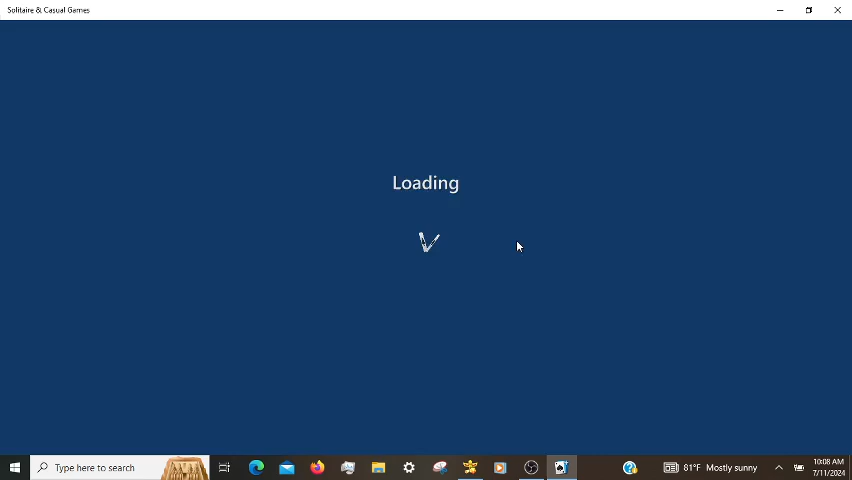 Solitaire & Casual Games
Loading
Type here to search
81°F Mostly sunny
10:08 AM
7/11/2024